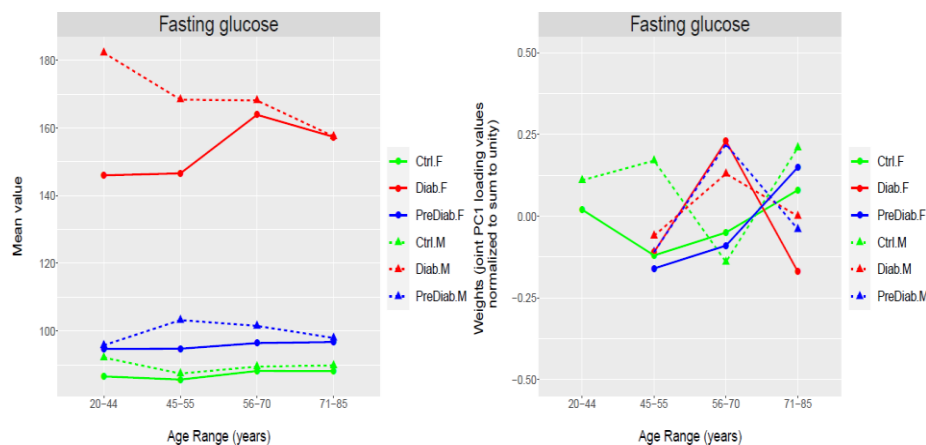 Fasting glucose
Mean value
180
160
140
120
100
20−44
45−55
56−70
71−85
Age Range (years)
Ctrl.F
Diab.F
PreDiab.F
Ctrl.M
Diab.M
PreDiab.M
Fasting glucose
Weights (joint PC1 loading values
normalized to sum to unity)
0.50
0.25
0.00
−0.25
−0.50
20−44
45−55
56−70
71−85
Age Range (years)
Ctrl.F
Diab.F
PreDiab.F
Ctrl.M
Diab.M
PreDiab.M